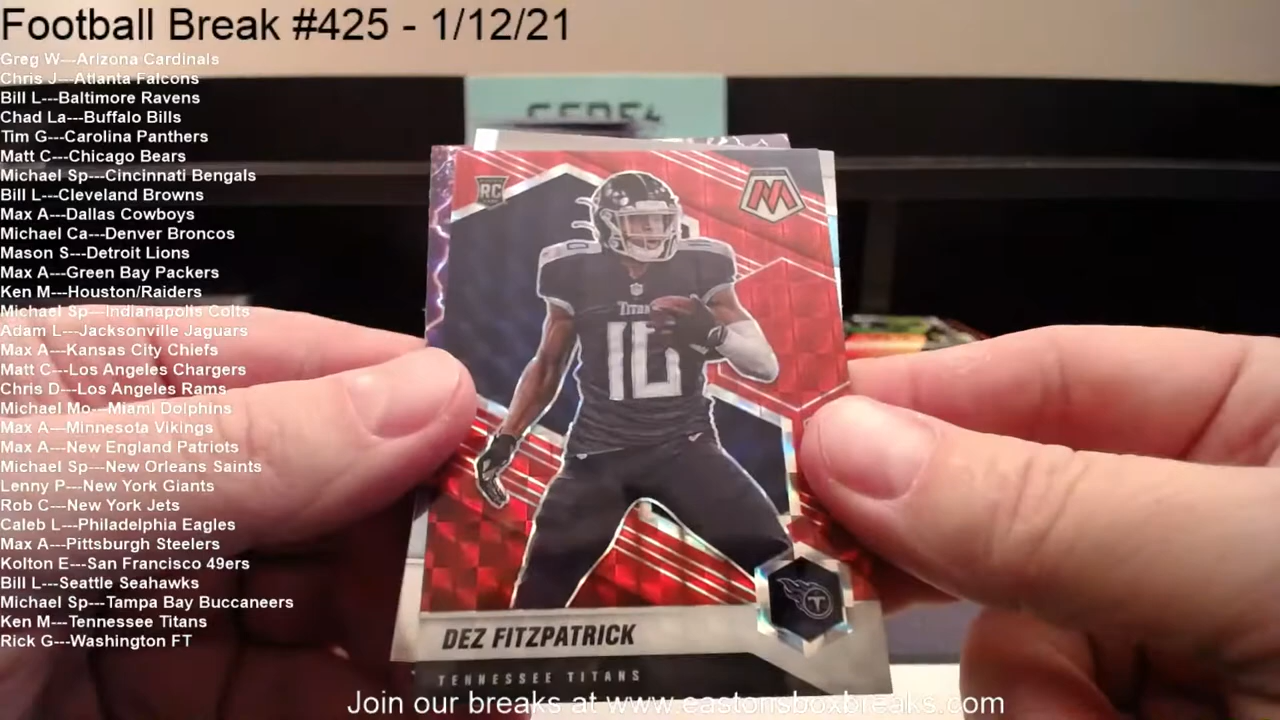 Football Break #425 - 1/12/21
Greg W---Arizona Cardinals
Chris J---Atlanta Falcons
Bill L---Baltimore Ravens
Chad La---Buffalo Bills
Tim G---Carolina Panthers
Matt C---Chicago Bears
Michael Sp---Cincinnati Bengals
Bill L---Cleveland Browns
Max A---Dallas Cowboys
Michael Ca---Denver Broncos
Mason S---Detroit Lions
Max A---Green Bay Packers
Ken M---Houston/Raiders
Michael Sp---Indianapolis Colts
Adam L---Jacksonville Jaguars
Max A---Kansas City Chiefs
Matt C---Los Angeles Chargers
Chris D---Los Angeles Rams
Michael Mo---Miami Dolphins
Max A---Minnesota Vikings
Max A---New England Patriots
Michael Sp---New Orleans Saints
Lenny P---New York Giants
Rob C---New York Jets
Caleb L---Philadelphia Eagles
Max A---Pittsburgh Steelers
Kolton E---San Francisco 49ers
Bill L---Seattle Seahawks
Michael Sp---Tampa Bay Buccaneers
Ken M---Tennessee Titans
Rick G---Washington FT
RC
M
10
10
T
DEZ FITZPATRICK
TENNESSEE TITANS
Join our breaks at www.eastonsboxbreaks.com